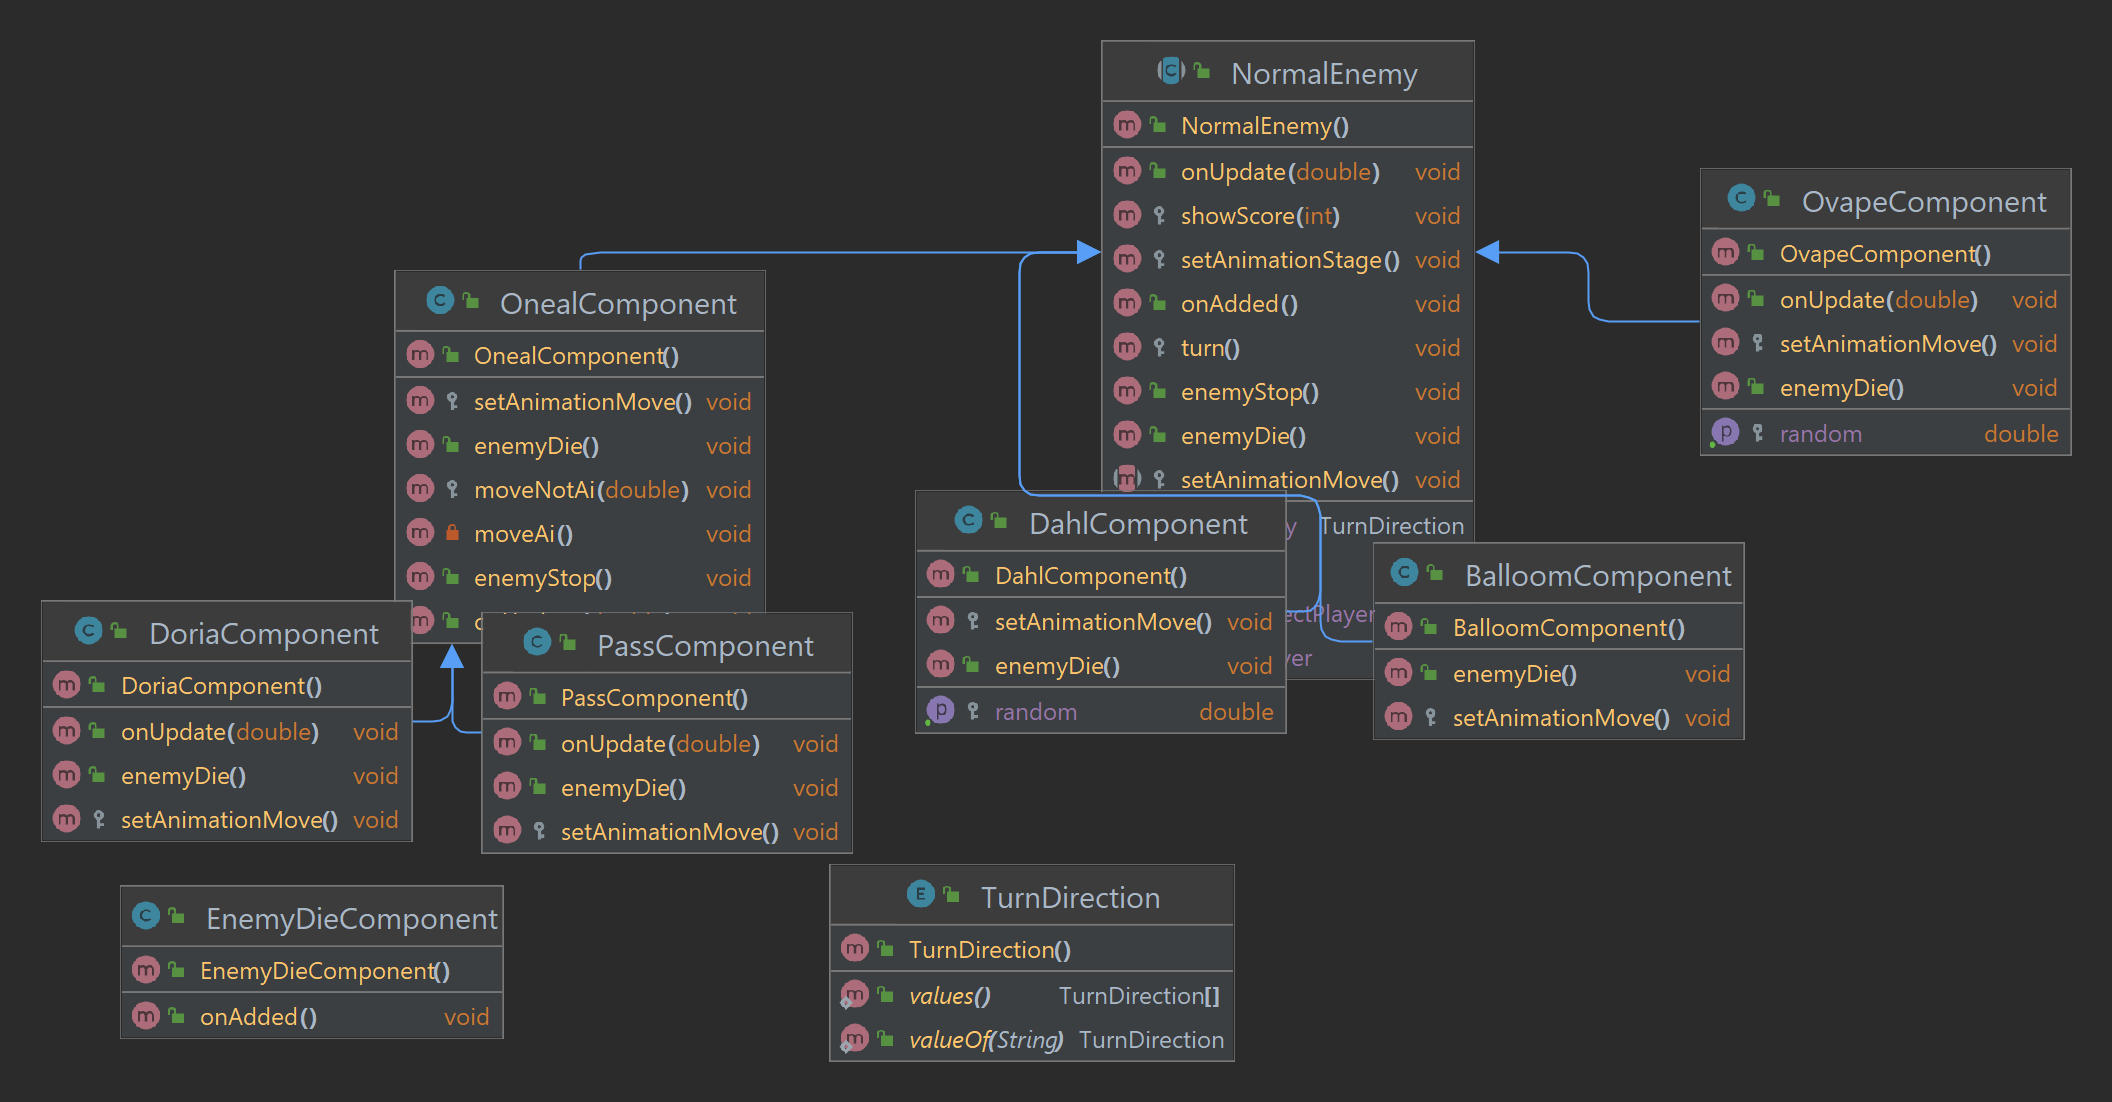 NormalEnemy
NormalEnemy()
onUpdate(double) void
showScore(int) void
setAnimationStage() void
onAdded() void
turn() void
enemyStop() void
enemyDie() void
setAnimationMove() void
TurnDirection
OvapeComponent
OvapeComponent()
onUpdate(double) void
setAnimationMove() void
enemyDie() void
random double
OnealComponent
OnealComponent()
setAnimationMove() void
enemyDie() void
moveNotAi(double) void
moveAi() void
enemyStop() void
DahlComponent
DahlComponent()
setAnimationMove() void
enemyDie() void
random double
BalloomComponent
BalloomComponent()
enemyDie() void
setAnimationMove() void
DoriaComponent
DoriaComponent()
onUpdate(double) void
enemyDie() void
setAnimationMove() void
PassComponent
PassComponent()
onUpdate(double) void
enemyDie() void
setAnimationMove() void
EnemyDieComponent
EnemyDieComponent()
onAdded() void
TurnDirection
TurnDirection()
values() TurnDirection[]
valueOf(String) TurnDirection